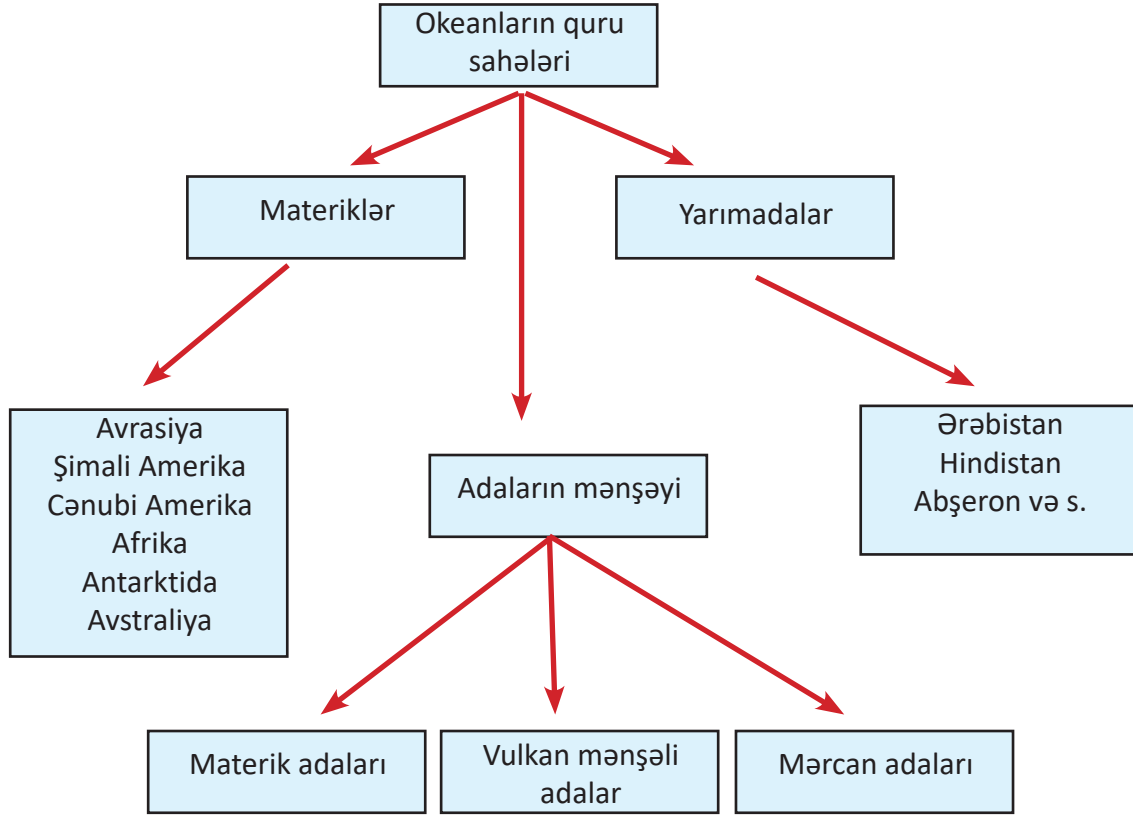 Okeanların quru
sahələri
Materiklər
Yarımadalar
Avrasiya
Şimali Amerika
Cənubi Amerika
Afrika
Antarktida
Avstraliya
Adaların mənşəyi
Ərəbistan
Hindistan
Abşeron və s.
Materik adaları
Vulkan mənşəli
adalar
Mərcan adaları